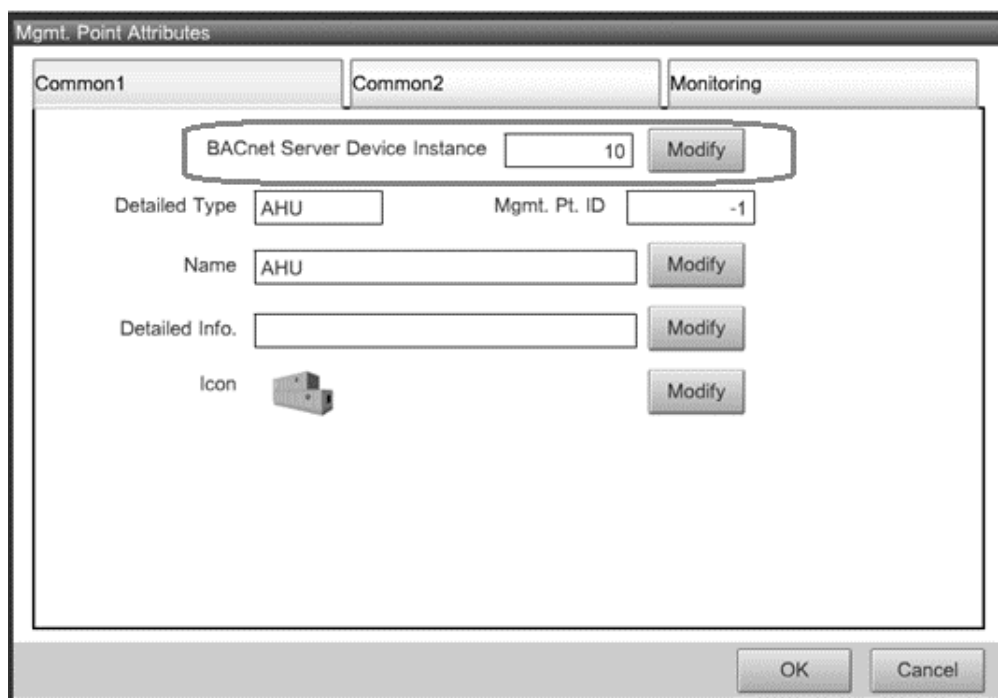 Mgmt. Point Attributes
Common1 Common2 Monitoring
BACnet Server Device Instance 10 Modify
Detailed Type AHU Mgmt. Pt. ID -1
Name AHU Modify
Detailed Info. Modify
Icon Modify
OK Cancel